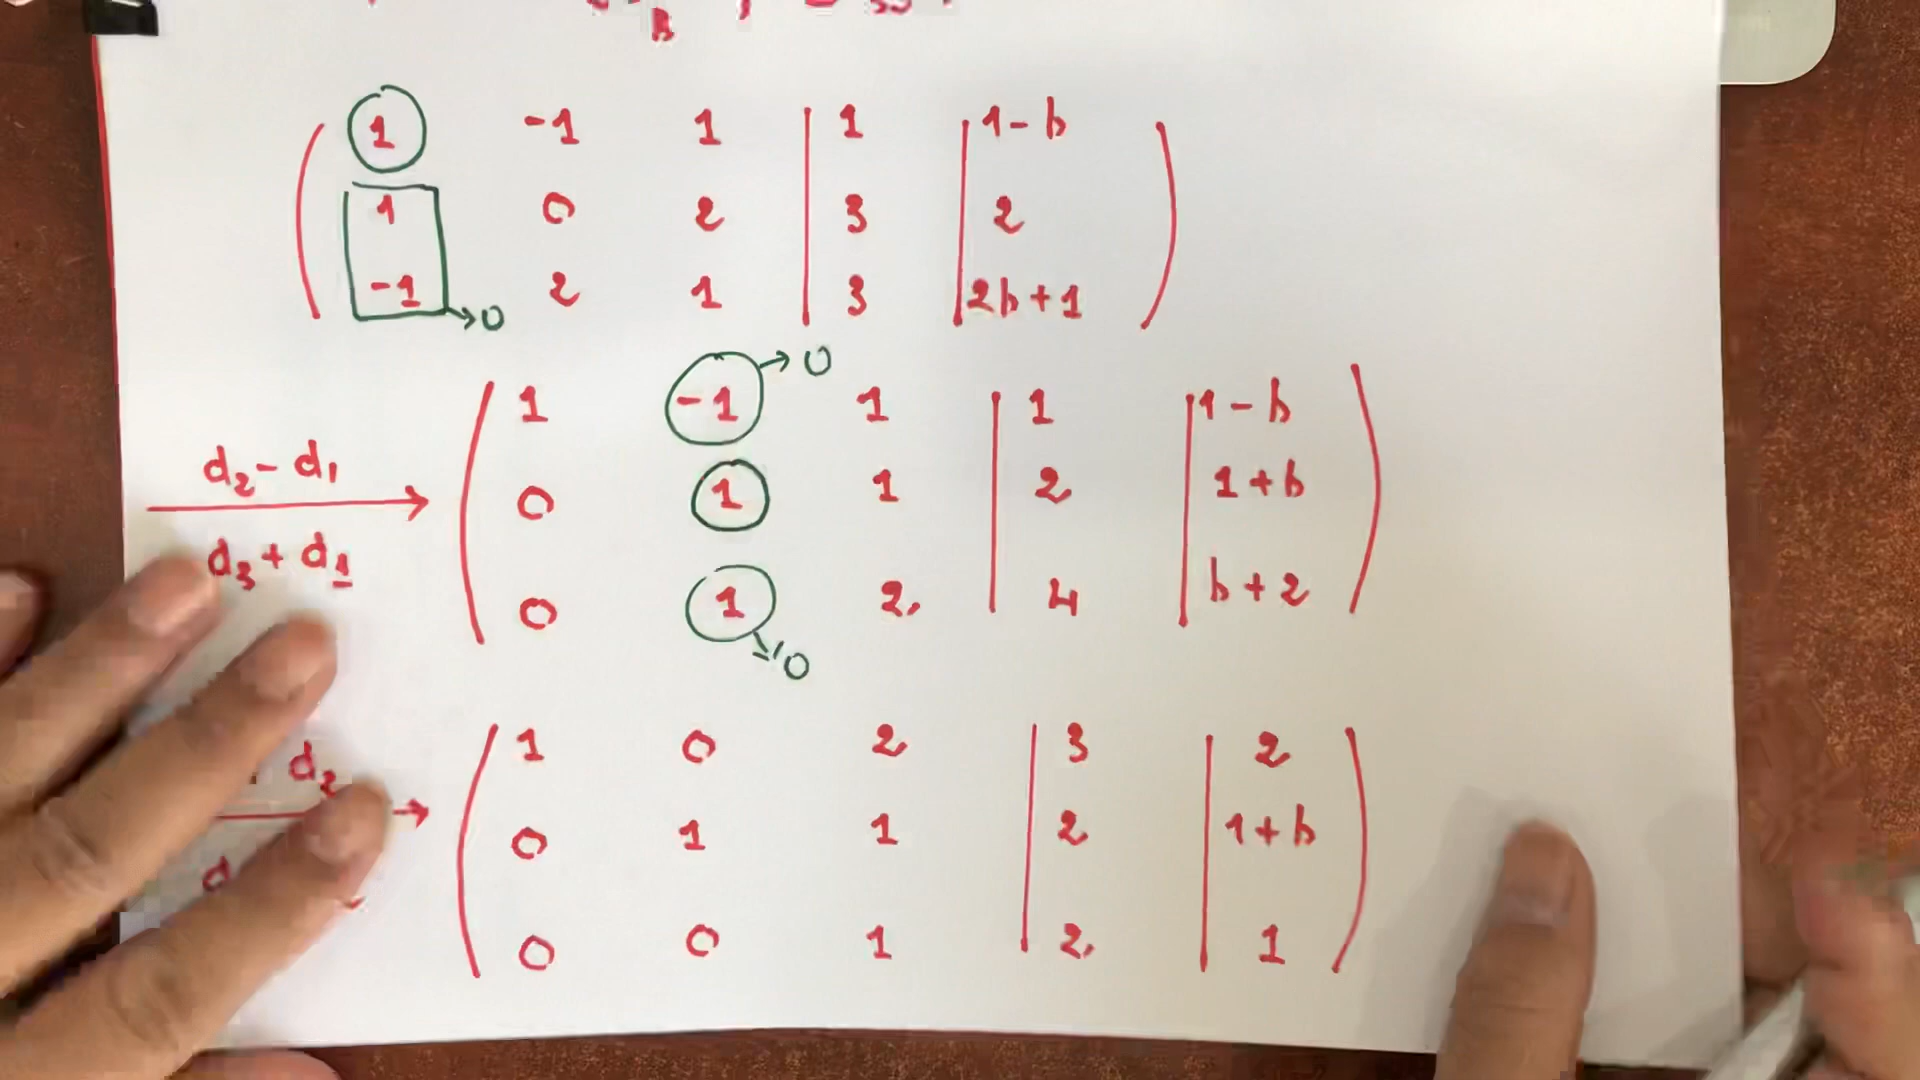 B
1 -1 1 | 1 | 1-b
1 0 2 | 3 | 2
-1 2 1 | 3 | 2b+1
→0
→0
1 -1 1 | 1 | 1-b
d₂-d₁
0 1 1 | 2 | 1+b
d₃+d₁
0 1 2 | 4 | b+2
→0
1 0 2 | 3 | 2
d₂
0 1 1 | 2 | 1+b
d
0 0 1 | 2 | 1